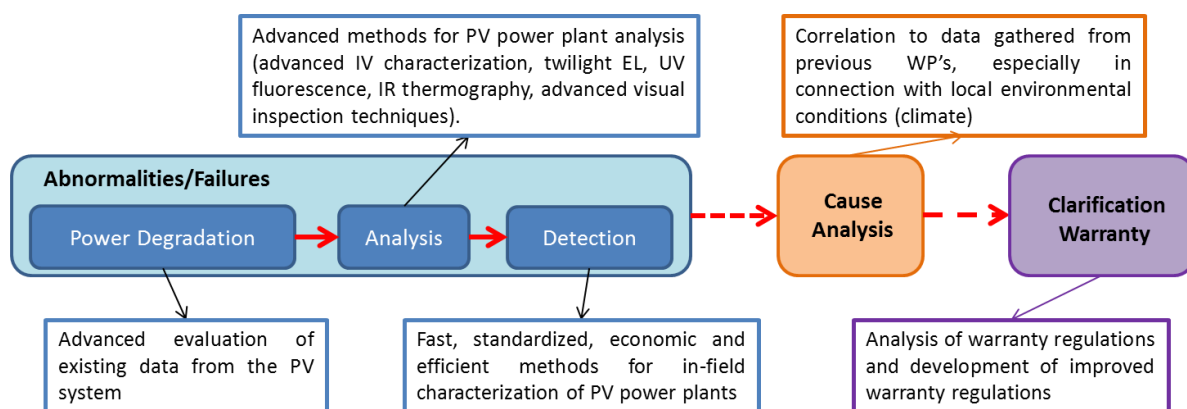 Advanced methods for PV power plant analysis
(advanced IV characterization, twilight EL, UV
fluorescence, IR thermography, advanced visual
inspection techniques).
Correlation to data gathered from
previous WP's, especially in
connection with local environmental
conditions (climate)
Abnormalities/Failures
Power Degradation
Analysis
Detection
Cause
Analysis
Clarification
Warranty
Advanced evaluation of
existing data from the PV
system
Fast, standardized, economic and
efficient methods for in-field
characterization of PV power plants
Analysis of warranty regulations
and development of improved
warranty regulations